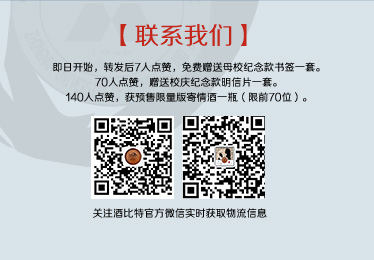 【联系我们】
即日开始，转发后7人点赞，免费赠送母校纪念款书签一套。
70人点赞，赠送校庆纪念款明信片一套。
140人点赞，获预售限量版寄情酒一瓶（限前70位）。
关注酒比特官方微信实时获取物流信息